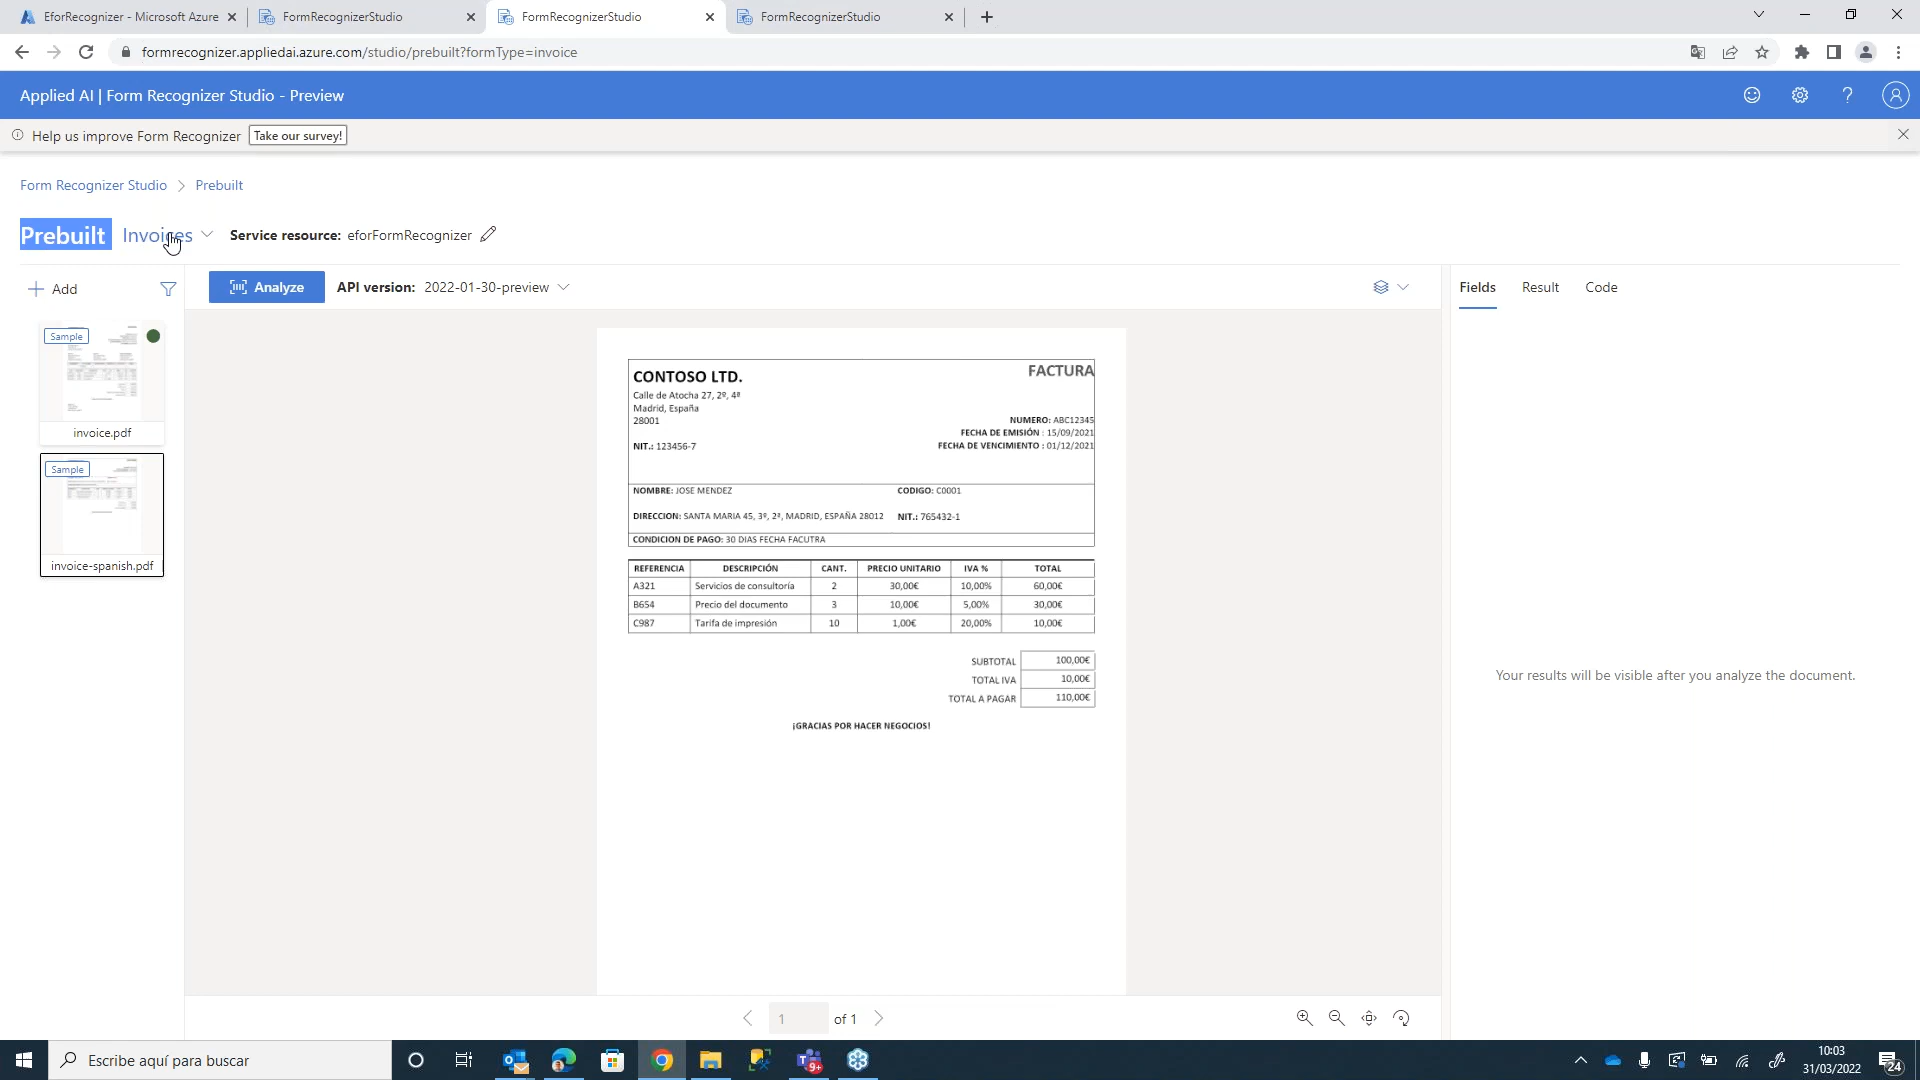 EforRecognizer - Microsoft Azure
FormRecognizerStudio
FormRecognizerStudio
FormRecognizerStudio
formrecognizer.appliedai.azure.com/studio/prebuilt?formType=invoice
Applied AI | Form Recognizer Studio - Preview
Help us improve Form Recognizer
Take our survey!
Form Recognizer Studio > Prebuilt
Prebuilt Invoices
Service resource: eforFormRecognizer
Add
Analyze
API version: 2022-01-30-preview
Fields Result Code
Sample
invoice.pdf
Sample
invoice-spanish.pdf
CONTOSO LTD.
FACTURA
Calle de Atocha 27, 2º, 4ª
Madrid, España
28001
NUMERO: ABC12345
FECHA DE EMISIÓN : 15/09/2021
NIT.: 123456-7
FECHA DE VENCIMIENTO : 01/12/2021
NOMBRE: JOSE MENDEZ
CODIGO: C0001
DIRECCION: SANTA MARIA 45, 3º, 2ª, MADRID, ESPAÑA 28012
NIT.: 765432-1
CONDICION DE PAGO: 30 DIAS FECHA FACUTRA
REFERENCIA DESCRIPCIÓN CANT. PRECIO UNITARIO IVA % TOTAL
A321 Servicios de consultoría 2 30,00€ 10,00% 60,00€
B654 Precio del documento 3 10,00€ 5,00% 30,00€
C987 Tarifa de impresión 10 1,00€ 20,00% 10,00€
SUBTOTAL 100,00€
TOTAL IVA 10,00€
TOTAL A PAGAR 110,00€
¡GRACIAS POR HACER NEGOCIOS!
Your results will be visible after you analyze the document.
1 of 1
Escribe aquí para buscar
9+
10:03
31/03/2022
24